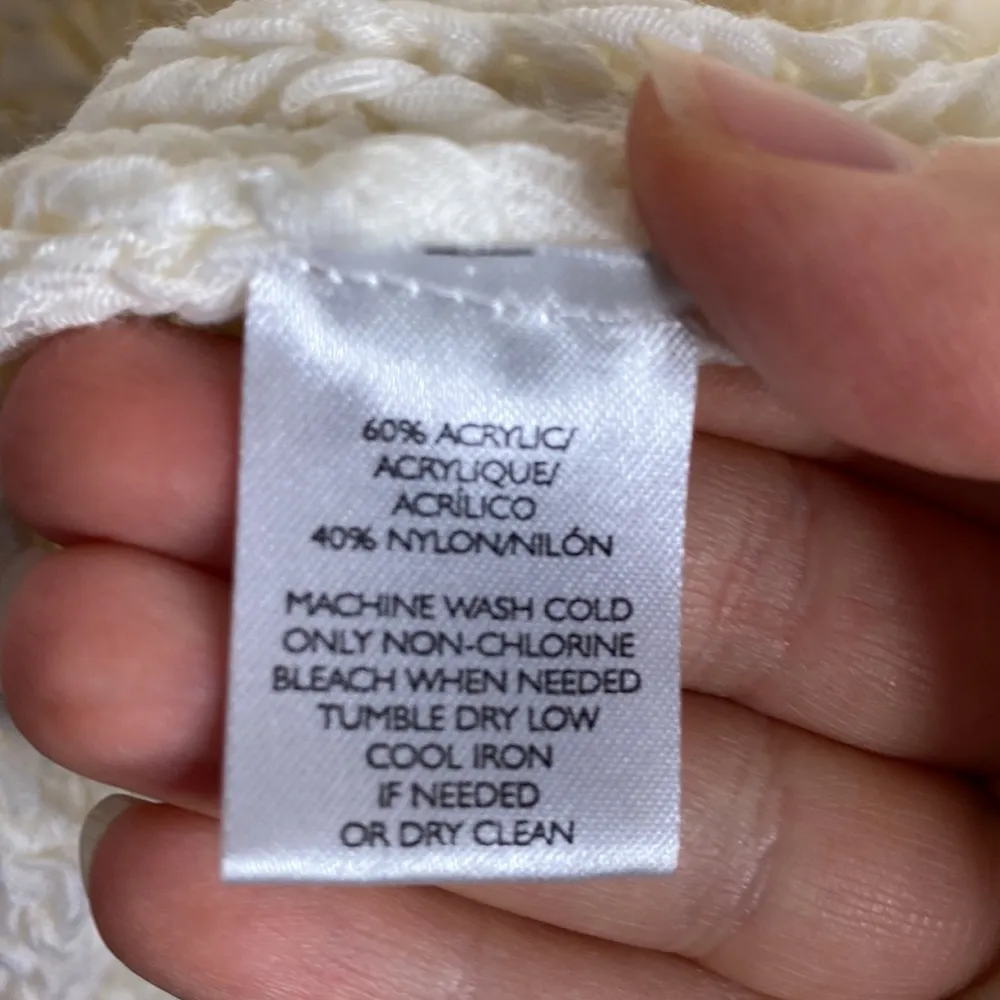 60% ACRYLIC/
ACRYLIQUE/
ACRÍLICO
40% NYLON/NILÓN
MACHINE WASH COLD
ONLY NON-CHLORINE
BLEACH WHEN NEEDED
TUMBLE DRY LOW
COOL IRON
IF NEEDED
OR DRY CLEAN